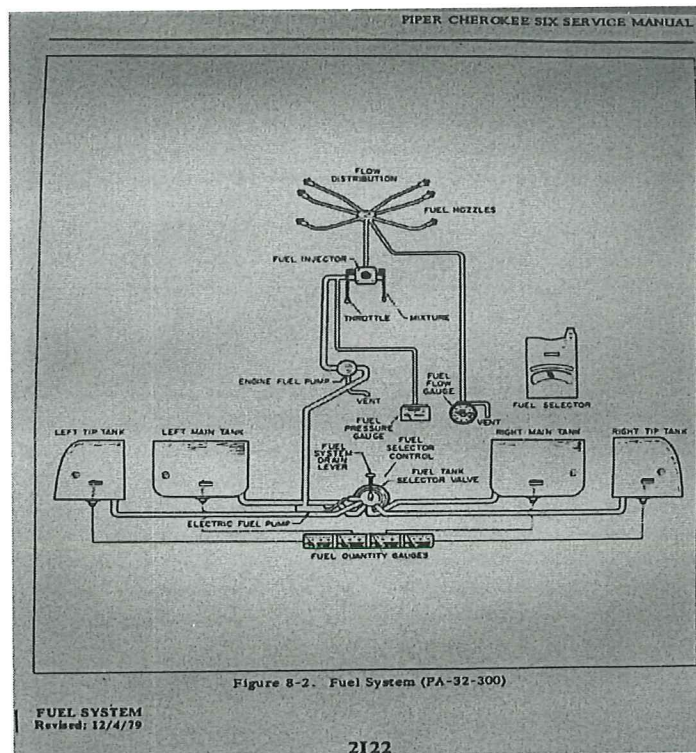 PIPER CHEROKEE SIX SERVICE MANUAL
FLOW
DISTRIBUTION
FUEL NOZZLES
FUEL INJECTOR
THROTTLE
MIXTURE
ENGINE FUEL PUMP
VENT
FUEL
PRESSURE
GAUGE
FUEL
FLOW
GAUGE
VENT
FUEL SELECTOR
LEFT TIP TANK
LEFT MAIN TANK
FUEL
SYSTEM
DRAIN
LEVER
FUEL
SELECTOR
CONTROL
FUEL TANK
SELECTOR VALVE
RIGHT MAIN TANK
RIGHT TIP TANK
ELECTRIC FUEL PUMP
FUEL QUANTITY GAUGES
Figure 8-2. Fuel System (PA-32-300)
FUEL SYSTEM
Revised: 12/4/79
2I22